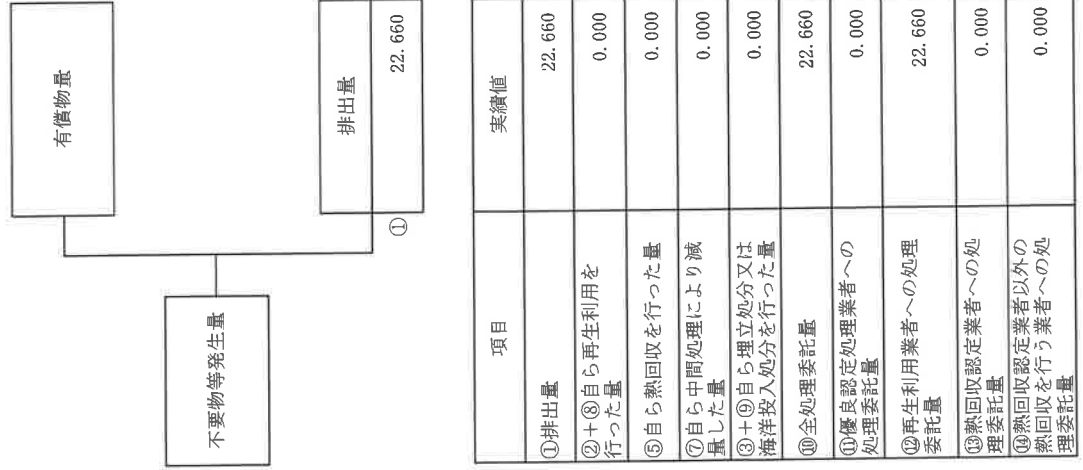 有償物量
不要物等発生量
排出量
①
22.660
項目
実績値
①排出量
22.660
②+⑧自ら再生利用を
行った量
0.000
⑤自ら熱回収を行った量
0.000
⑦自ら中間処理により減
量した量
0.000
③+⑨自ら埋立処分又は
海洋投入処分を行った量
0.000
⑩全処理委託量
22.660
⑪優良認定処理業者への
処理委託量
0.000
⑫再生利用業者への処理
委託量
22.660
⑬熱回収認定業者への処
理委託量
0.000
⑭熱回収認定業者以外の
熱回収を行う業者への処
理委託量
0.000